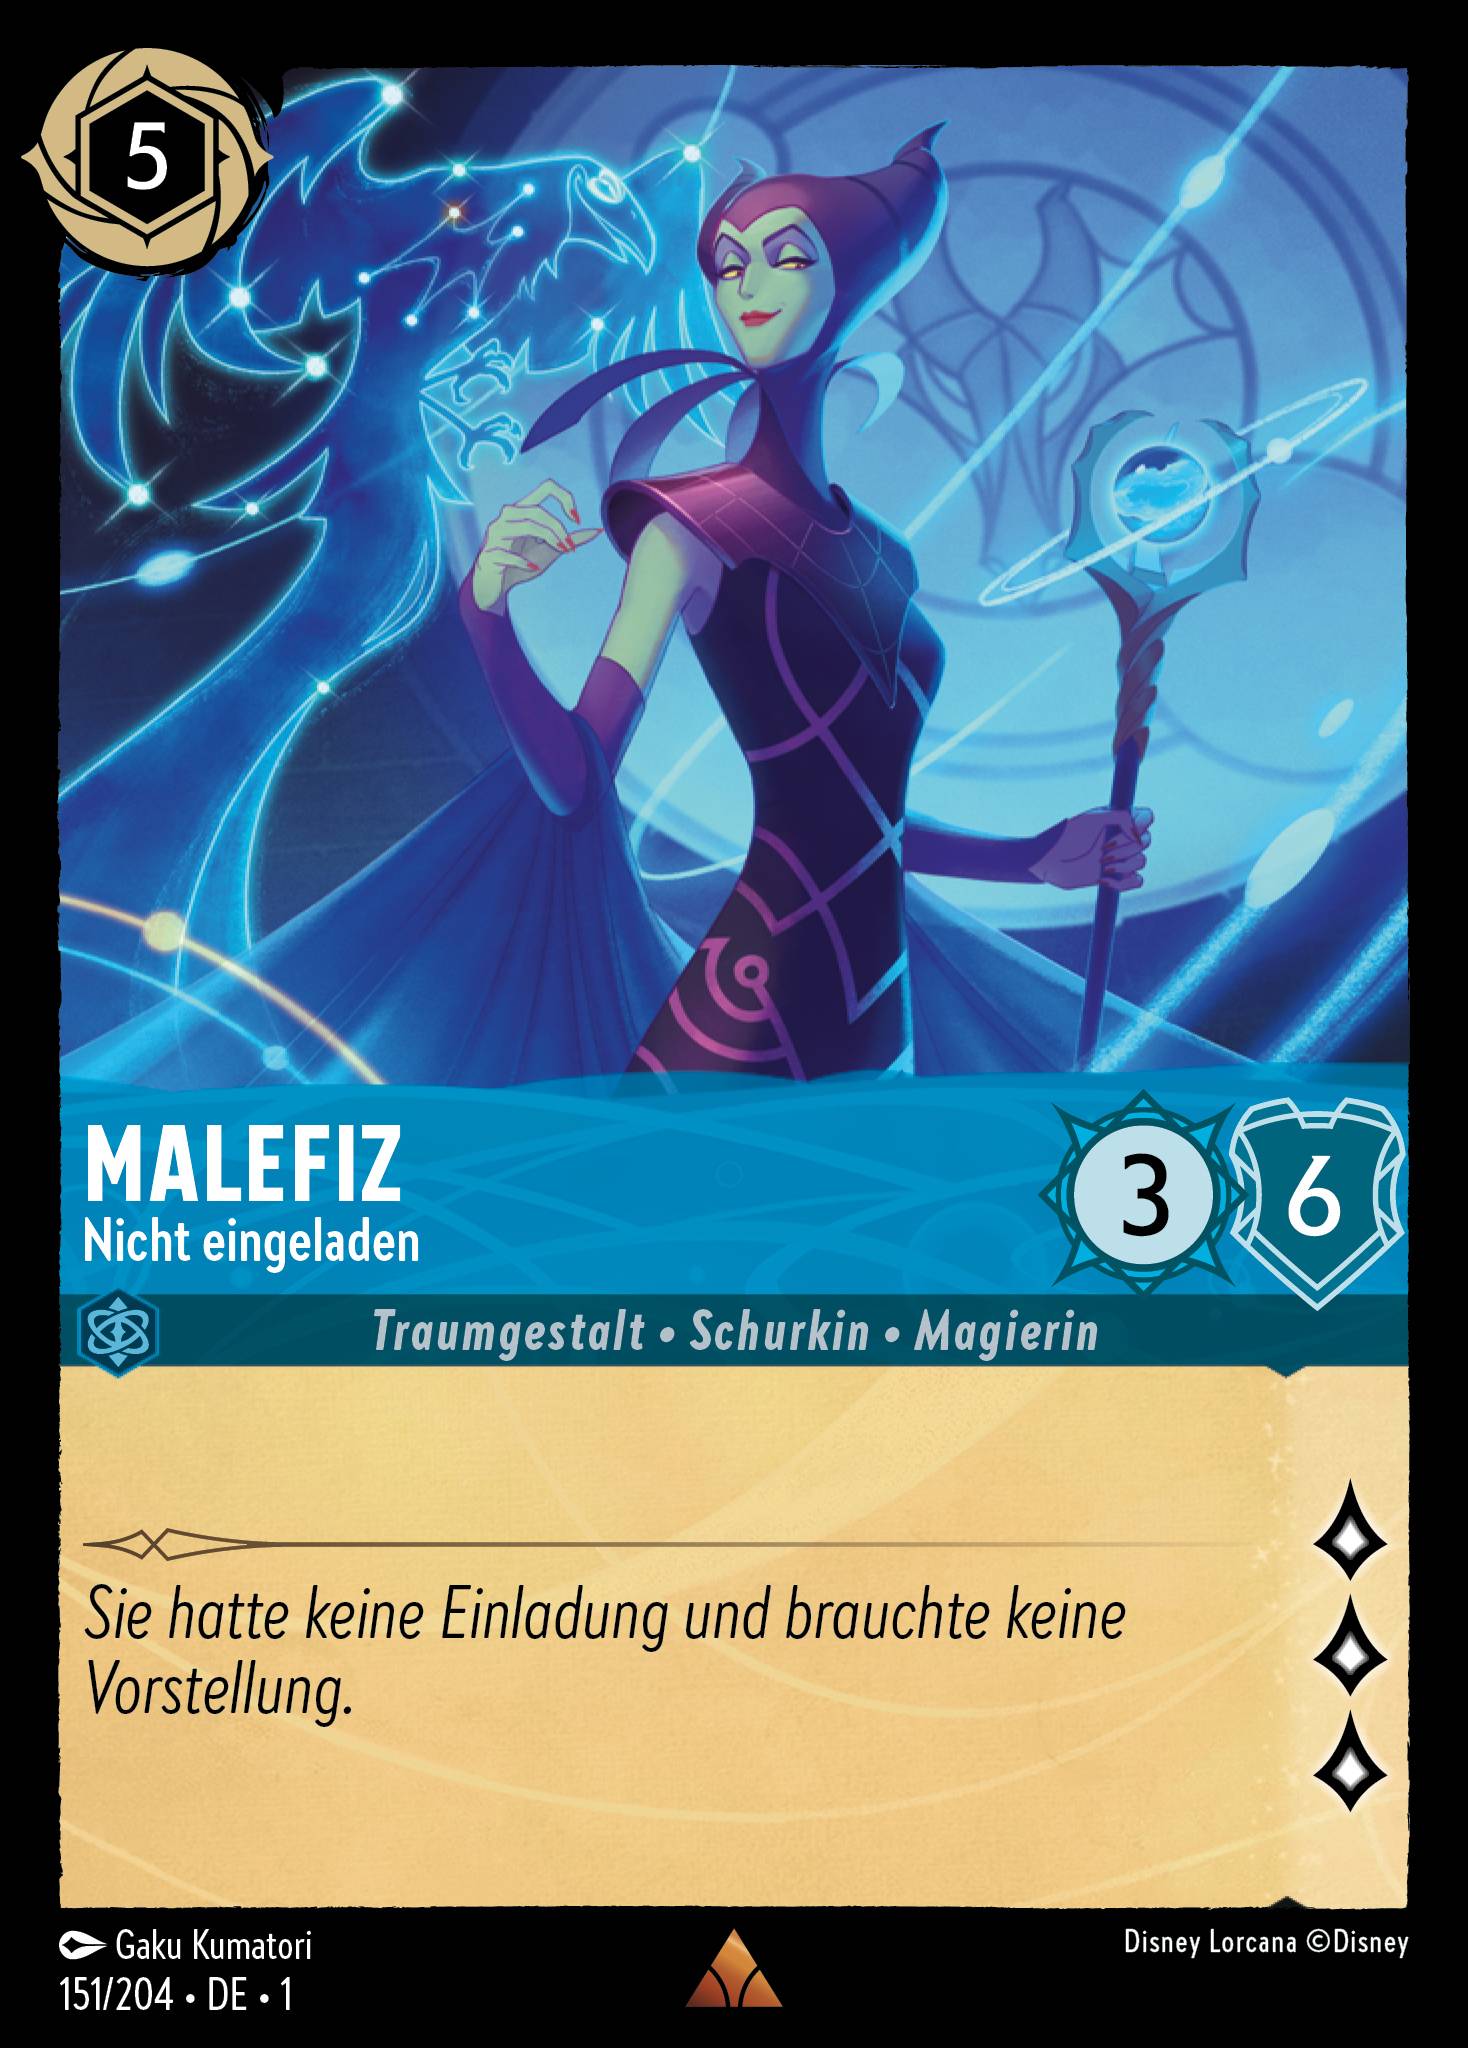 5
MALEFIZ
Nicht eingeladen
3
6
Traumgestalt • Schurkin • Magierin
Sie hatte keine Einladung und brauchte keine
Vorstellung.
Gaku Kumatori
151/204 • DE • 1
Disney Lorcana ©Disney